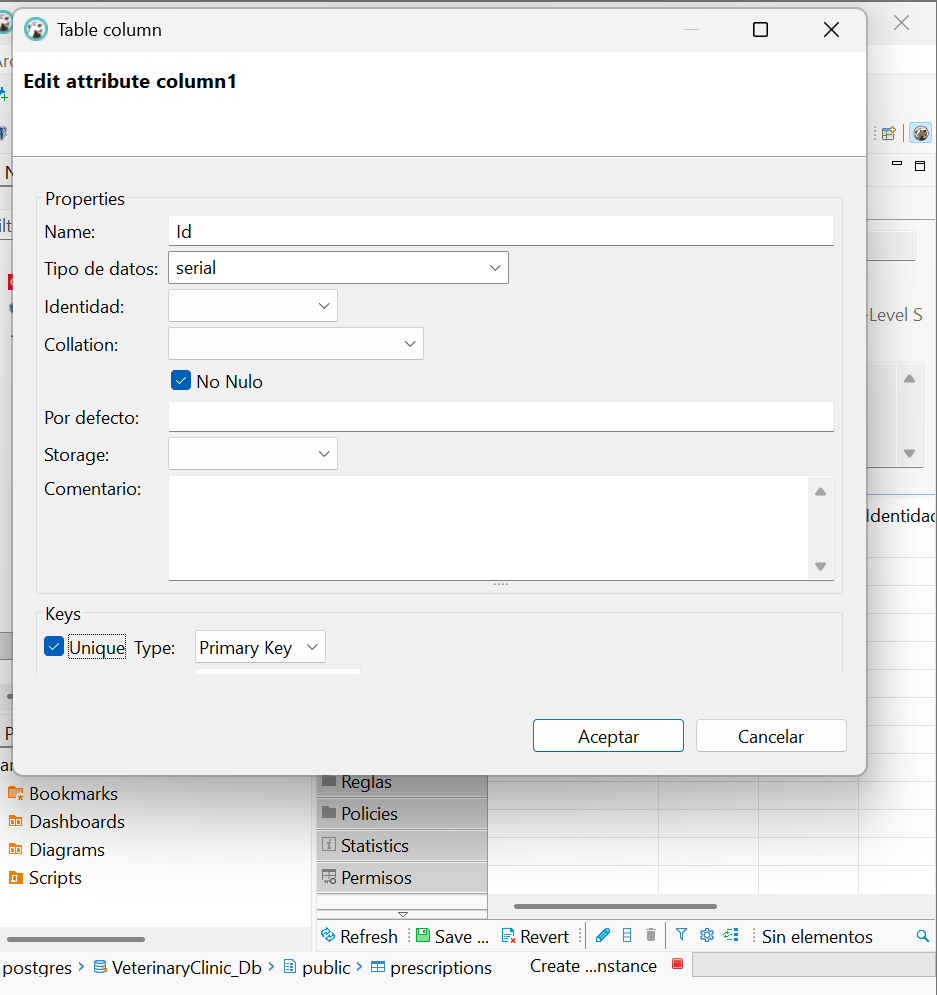 Table column
Edit attribute column1
Properties
Name: Id
Tipo de datos: serial
Identidad:
Collation:
No Nulo
Por defecto:
Storage:
Comentario:
Keys
Unique Type: Primary Key
Aceptar Cancelar
-Level S
Identidad
Bookmarks
Dashboards
Diagrams
Scripts
Reglas
Policies
Statistics
Permisos
Refresh Save ... Revert Sin elementos
postgres VeterinaryClinic_Db public prescriptions Create ...nstance